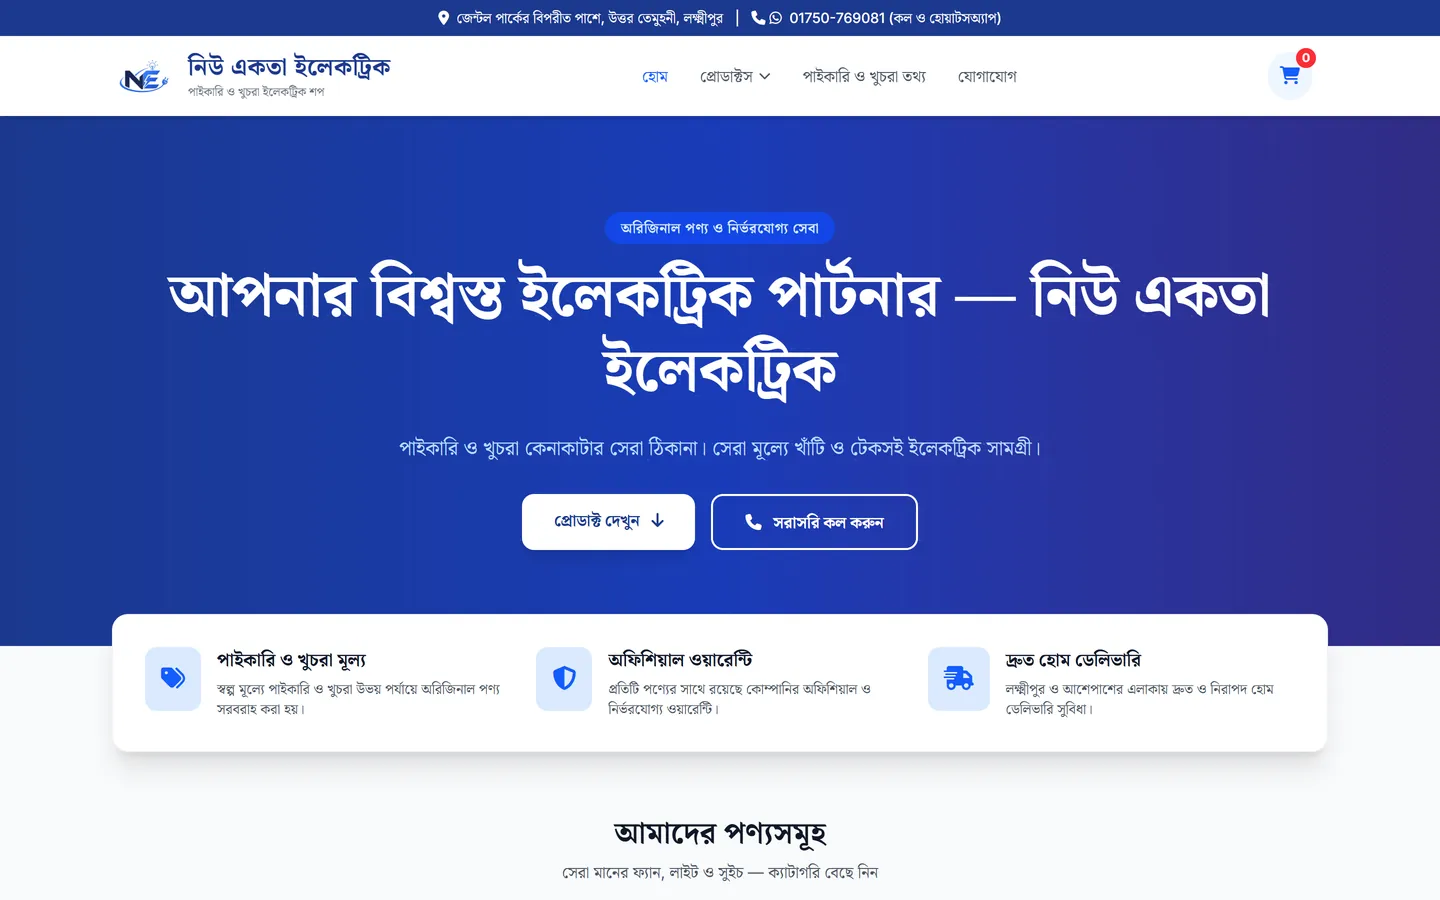 জেন্টল পার্কের বিপরীত পাশে, উত্তর তেমুহনী, লক্ষ্মীপুর | 01750-769081 (কল ও হোয়াটসঅ্যাপ)
NE
নিউ একতা ইলেকট্রিক
পাইকারি ও খুচরা ইলেকট্রিক শপ
হোম
প্রোডাক্টস
পাইকারি ও খুচরা তথ্য
যোগাযোগ
0
অরিজিনাল পণ্য ও নির্ভরযোগ্য সেবা
আপনার বিশ্বস্ত ইলেকট্রিক পার্টনার — নিউ একতা
ইলেকট্রিক
পাইকারি ও খুচরা কেনাকাটার সেরা ঠিকানা। সেরা মূল্যে খাঁটি ও টেকসই ইলেকট্রিক সামগ্রী।
প্রোডাক্ট দেখুন
সরাসরি কল করুন
পাইকারি ও খুচরা মূল্য
স্বল্প মূল্যে পাইকারি ও খুচরা উভয় পর্যায়ে অরিজিনাল পণ্য
সরবরাহ করা হয়।
অফিশিয়াল ওয়ারেন্টি
প্রতিটি পণ্যের সাথে রয়েছে কোম্পানির অফিশিয়াল ও
নির্ভরযোগ্য ওয়ারেন্টি।
দ্রুত হোম ডেলিভারি
লক্ষ্মীপুর ও আশেপাশের এলাকায় দ্রুত ও নিরাপদ হোম
ডেলিভারি সুবিধা।
আমাদের পণ্যসমূহ
সেরা মানের ফ্যান, লাইট ও সুইচ — ক্যাটাগরি বেছে নিন